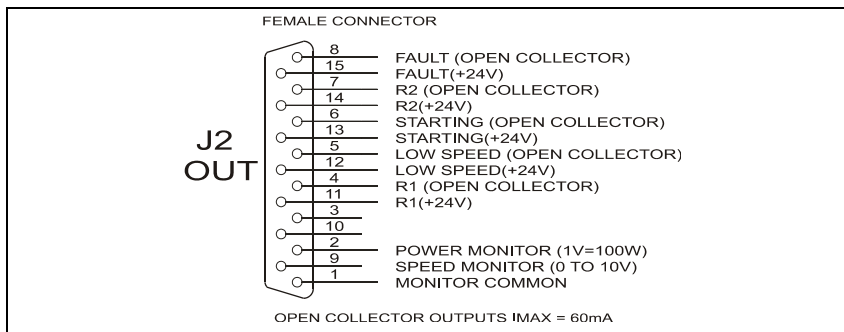 FEMALE CONNECTOR
8 FAULT (OPEN COLLECTOR)
15 FAULT(+24V)
7 R2 (OPEN COLLECTOR)
14 R2(+24V)
6 STARTING (OPEN COLLECTOR)
13 STARTING(+24V)
J2
OUT
5 LOW SPEED (OPEN COLLECTOR)
12 LOW SPEED(+24V)
4 R1 (OPEN COLLECTOR)
11 R1(+24V)
3
10
2 POWER MONITOR (1V=100W)
9 SPEED MONITOR (0 TO 10V)
1 MONITOR COMMON
OPEN COLLECTOR OUTPUTS IMAX = 60mA